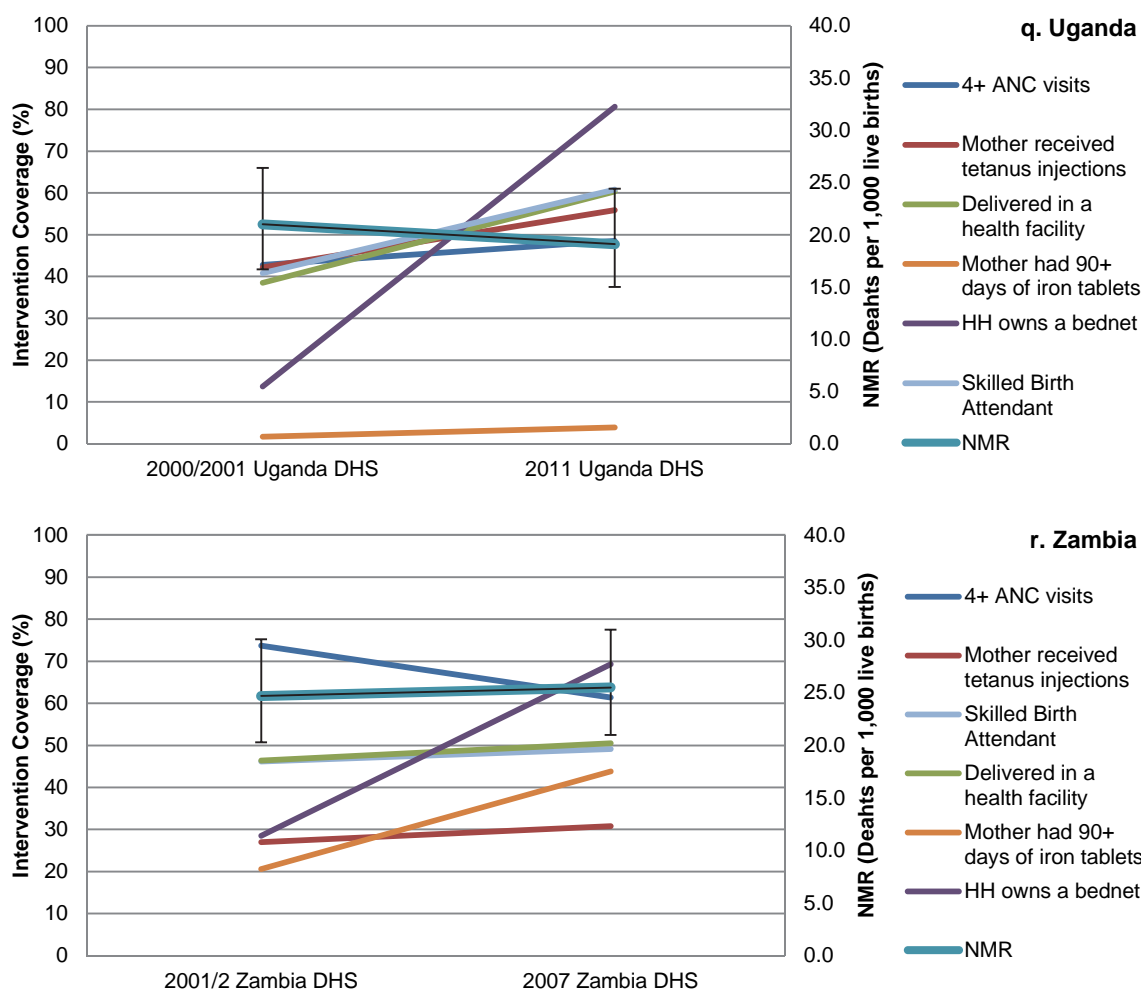 q. Uganda
Intervention Coverage (%)
100
90
80
70
60
50
40
30
20
10
0
40.0
35.0
30.0
25.0
20.0
15.0
10.0
5.0
0.0
NMR (Deahts per 1,000 live births)
2000/2001 Uganda DHS
2011 Uganda DHS
4+ ANC visits
Mother received
tetanus injections
Delivered in a
health facility
Mother had 90+
days of iron tablets
HH owns a bednet
Skilled Birth
Attendant
NMR
r. Zambia
Intervention Coverage (%)
100
90
80
70
60
50
40
30
20
10
0
40.0
35.0
30.0
25.0
20.0
15.0
10.0
5.0
0.0
NMR (Deahts per 1,000 live births)
2001/2 Zambia DHS
2007 Zambia DHS
4+ ANC visits
Mother received
tetanus injections
Skilled Birth
Attendant
Delivered in a
health facility
Mother had 90+
days of iron tablets
HH owns a bednet
NMR